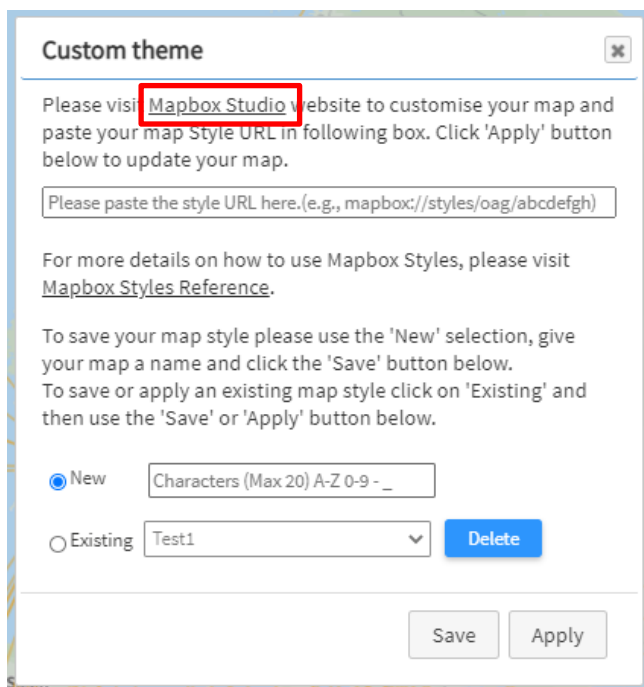 Custom theme
Please visit Mapbox Studio website to customise your map and
paste your map Style URL in following box. Click 'Apply' button
below to update your map.
Please paste the style URL here.(e.g., mapbox://styles/oag/abcdefgh)
For more details on how to use Mapbox Styles, please visit
Mapbox Styles Reference.
To save your map style please use the 'New' selection, give
your map a name and click the 'Save' button below.
To save or apply an existing map style click on 'Existing' and
then use the 'Save' or 'Apply' button below.
New Characters (Max 20) A-Z 0-9 - _
Existing Test1 Delete
Save Apply